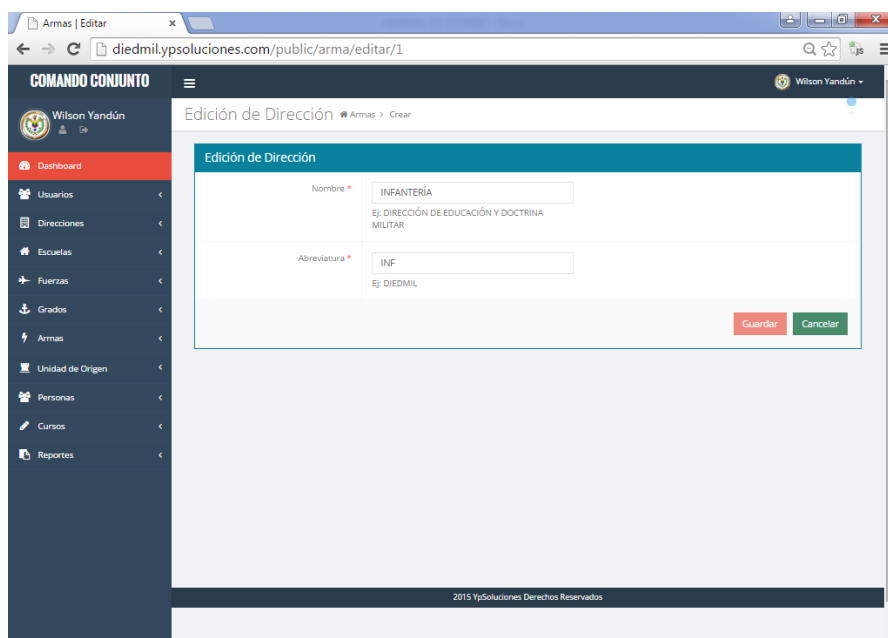 Armas | Editar
diedmil.ypsoluciones.com/public/arma/editar/1
js
COMANDO CONJUNTO
Wilson Yandún
Wilson Yandún
Edición de Dirección Armas > Crear
Dashboard
Usuarios
Direcciones
Escuelas
Fuerzas
Grados
Armas
Unidad de Origen
Personas
Cursos
Reportes
Edición de Dirección
Nombre *
INFANTERÍA
Ej: DIRECCIÓN DE EDUCACIÓN Y DOCTRINA
MILITAR
Abreviatura *
INF
Ej: DIEDMIL
Guardar
Cancelar
2015 YpSoluciones Derechos Reservados